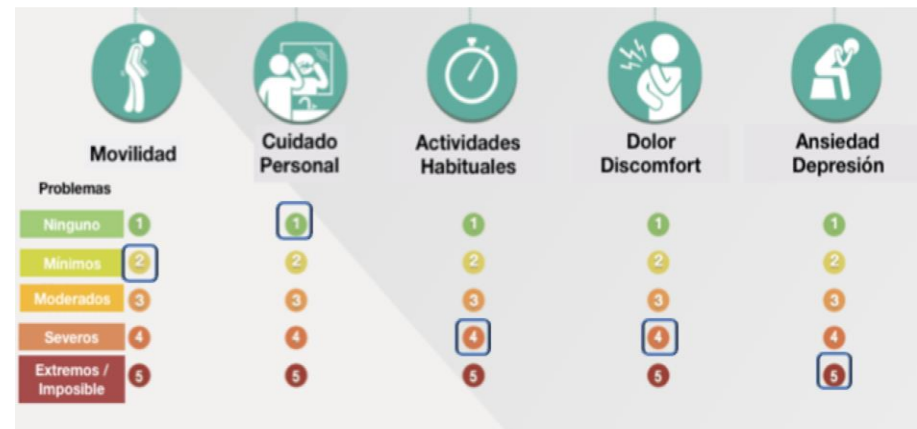 Movilidad
Cuidado
Personal
Actividades
Habituales
Dolor
Discomfort
Ansiedad
Depresión
Problemas
Ninguno 1 1 1 1 1
Mínimos 2 2 2 2 2
Moderados 3 3 3 3 3
Severos 4 4 4 4 4
Extremos /
Imposible 5 5 5 5 5